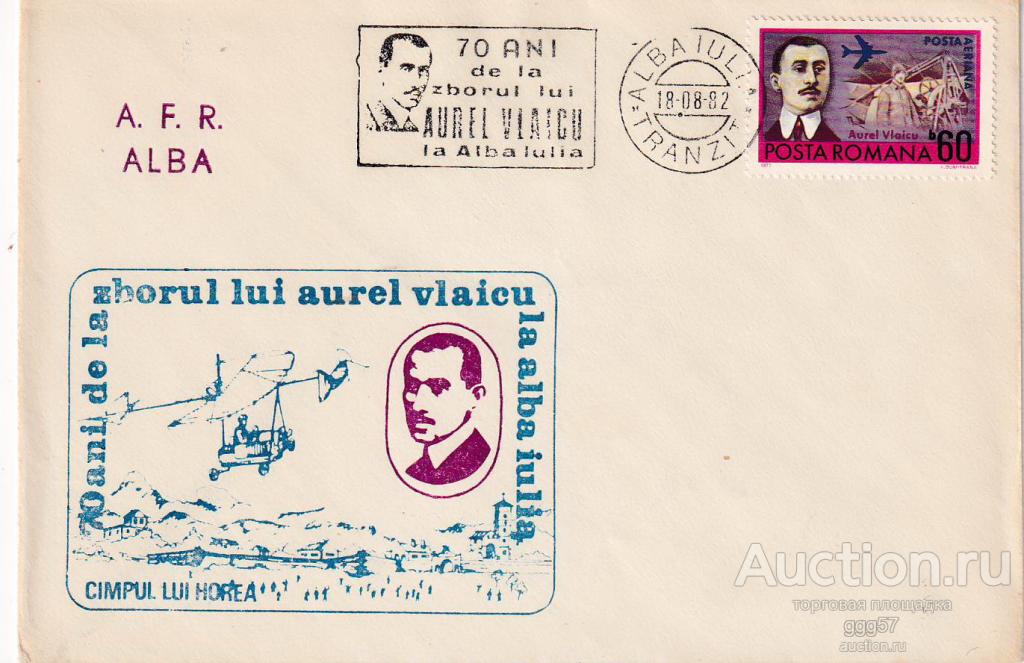 70 ANI
de la
zborul lui
AUREL VLAICU
la Alba Iulia
ALBA IULIA
18-08-82
TRANZIT
POSTA AERIANA
Aurel Vlaicu
POSTA ROMANA b60
1977
A. F. R.
ALBA
70 ani de la zborul lui aurel vlaicu la alba iulia
CIMPUL LUI HOREA
Auction.ru
торговая площадка
ggg57
auction.ru